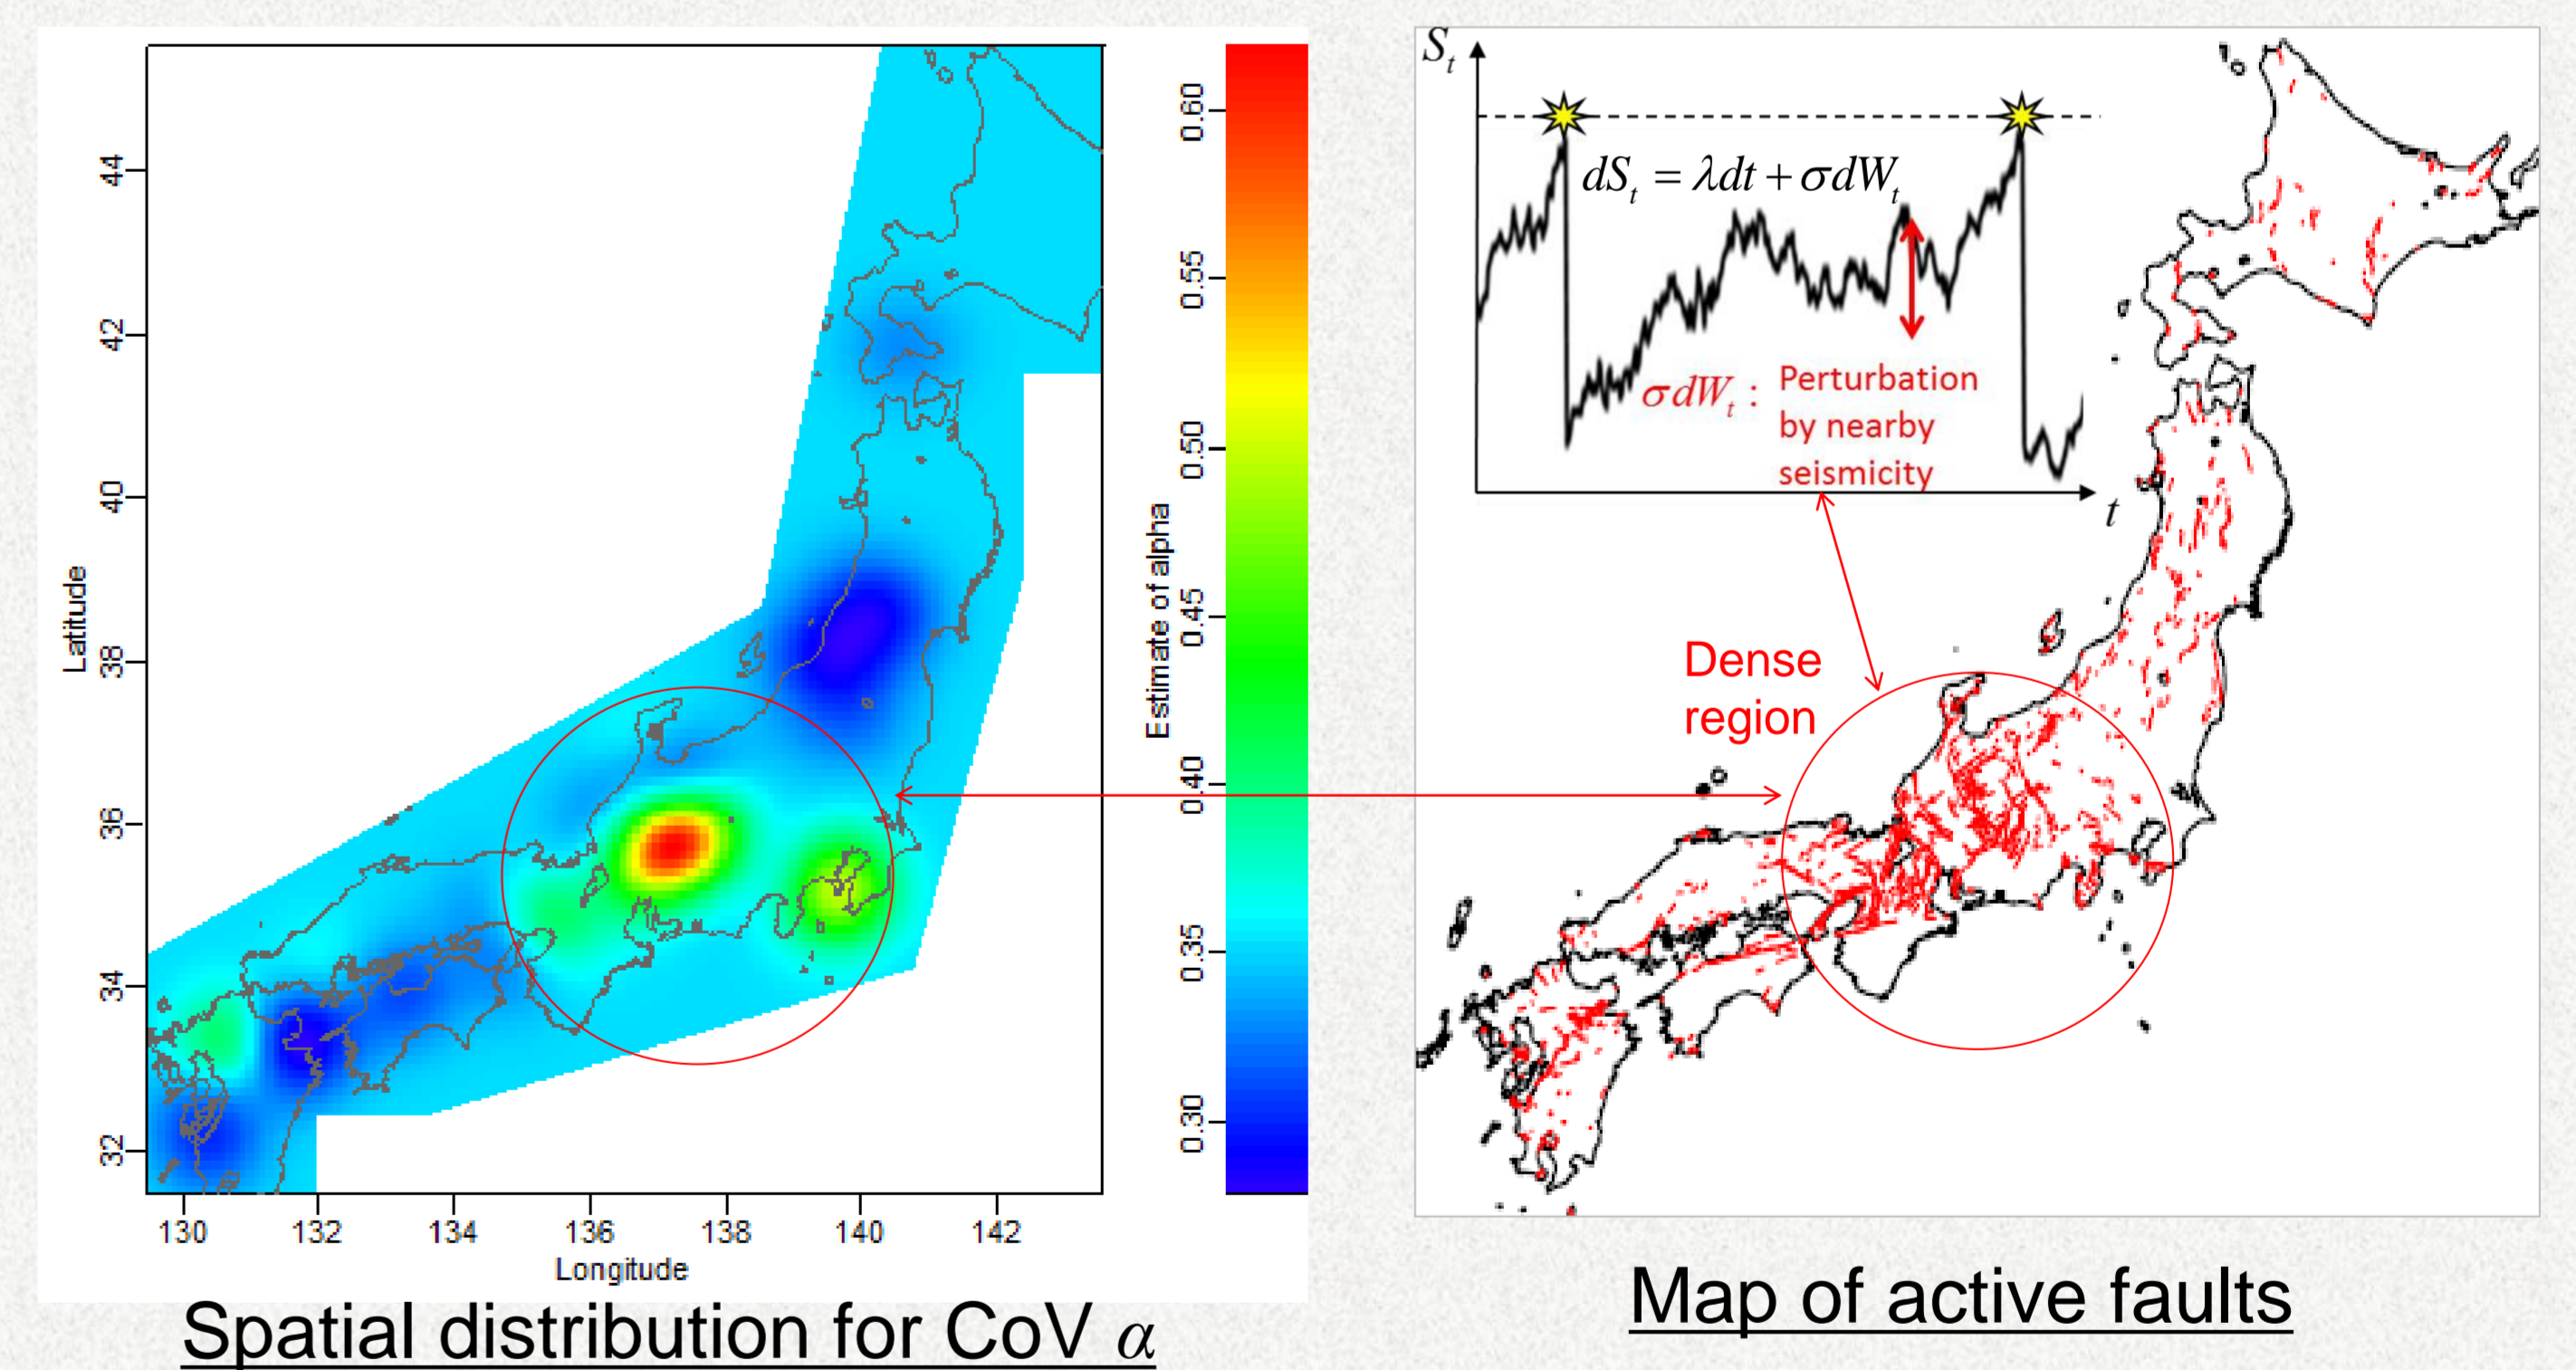 Latitude
44
42
40
38
36
34
32
130 132 134 136 138 140 142
Longitude
Estimate of alpha
0.60
0.55
0.50
0.45
0.40
0.35
0.30
Spatial distribution for CoV α
S_t
dS_t = λdt + σdW_t
σdW_t : Perturbation
by nearby
seismicity
t
Dense
region
Map of active faults